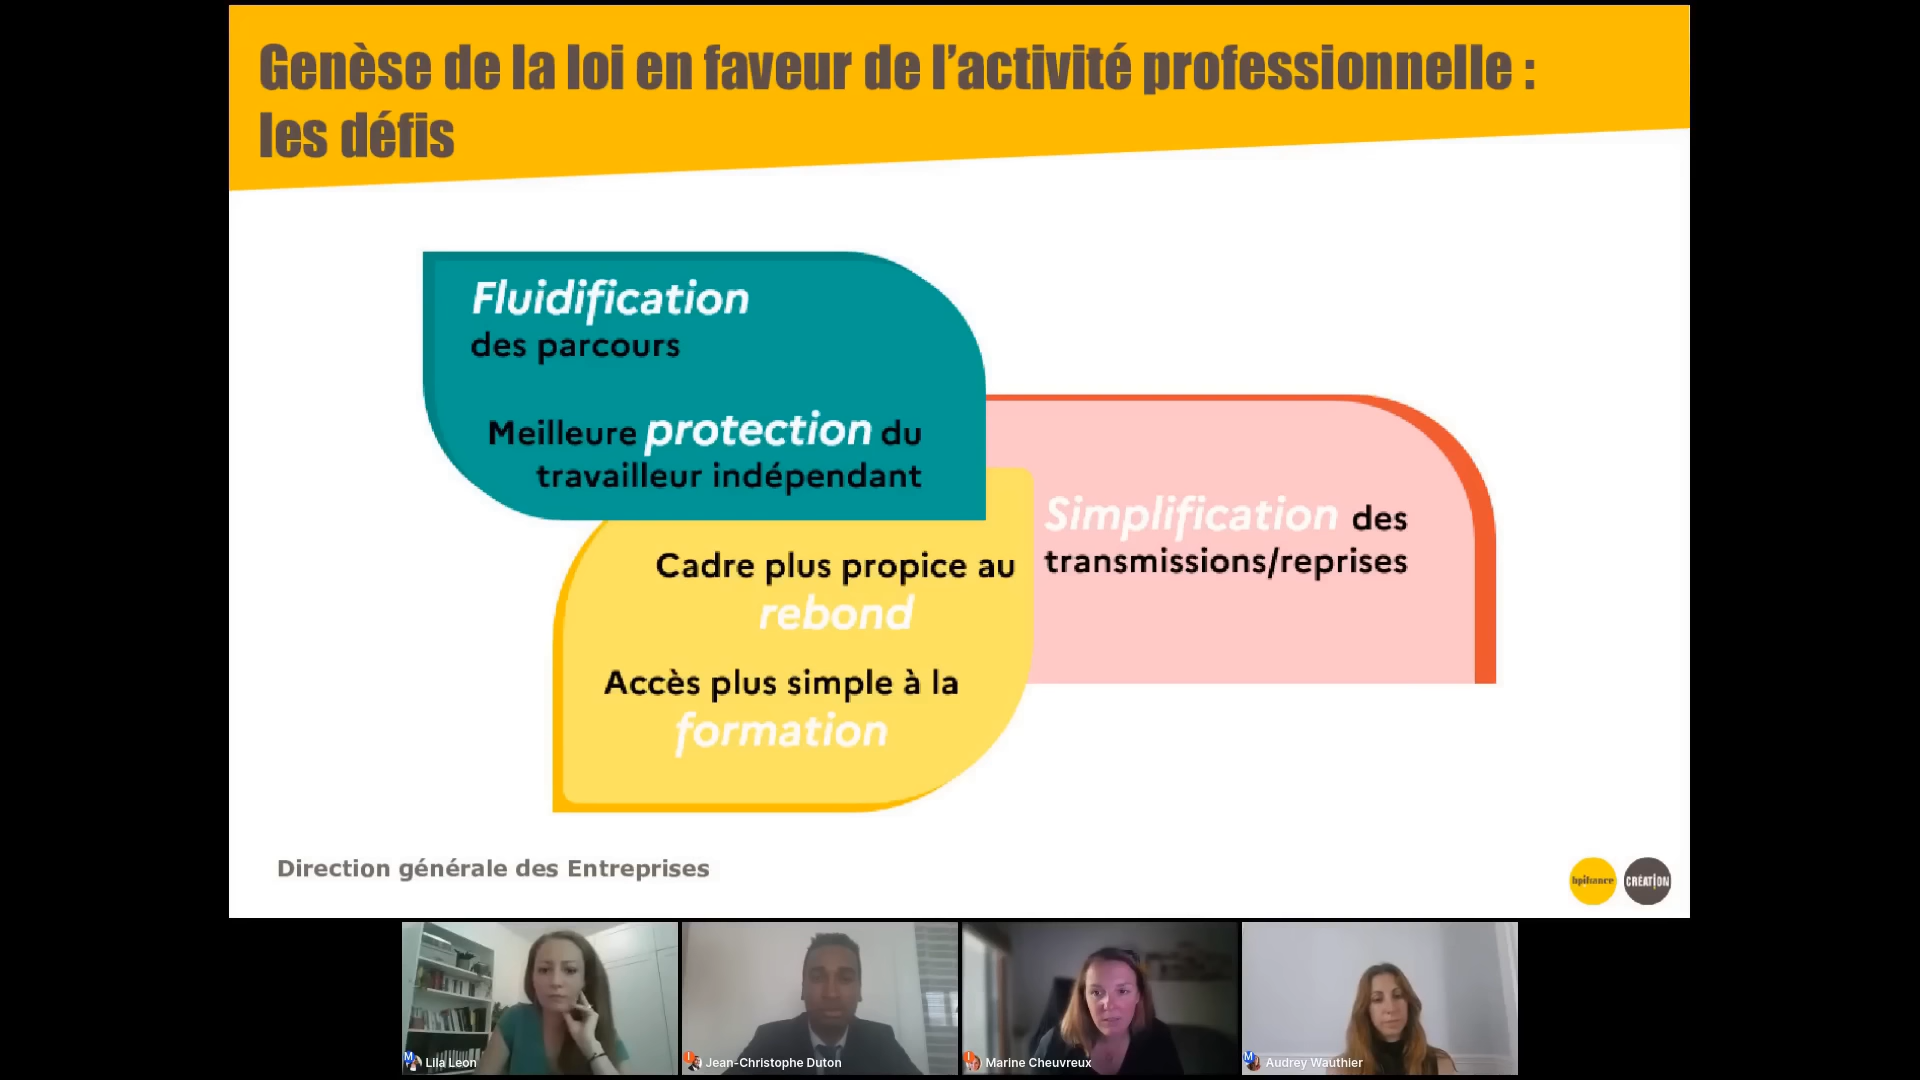 Genèse de la loi en faveur de l’activité professionnelle :
les défis
Fluidification
des parcours
Meilleure protection du
travailleur indépendant
Cadre plus propice au
rebond
Accès plus simple à la
formation
Simplification des
transmissions/reprises
Direction générale des Entreprises
bpifrance
CRÉATION
Lila Leon
Jean-Christophe Duton
Marine Cheuvreux
Audrey Wauthier